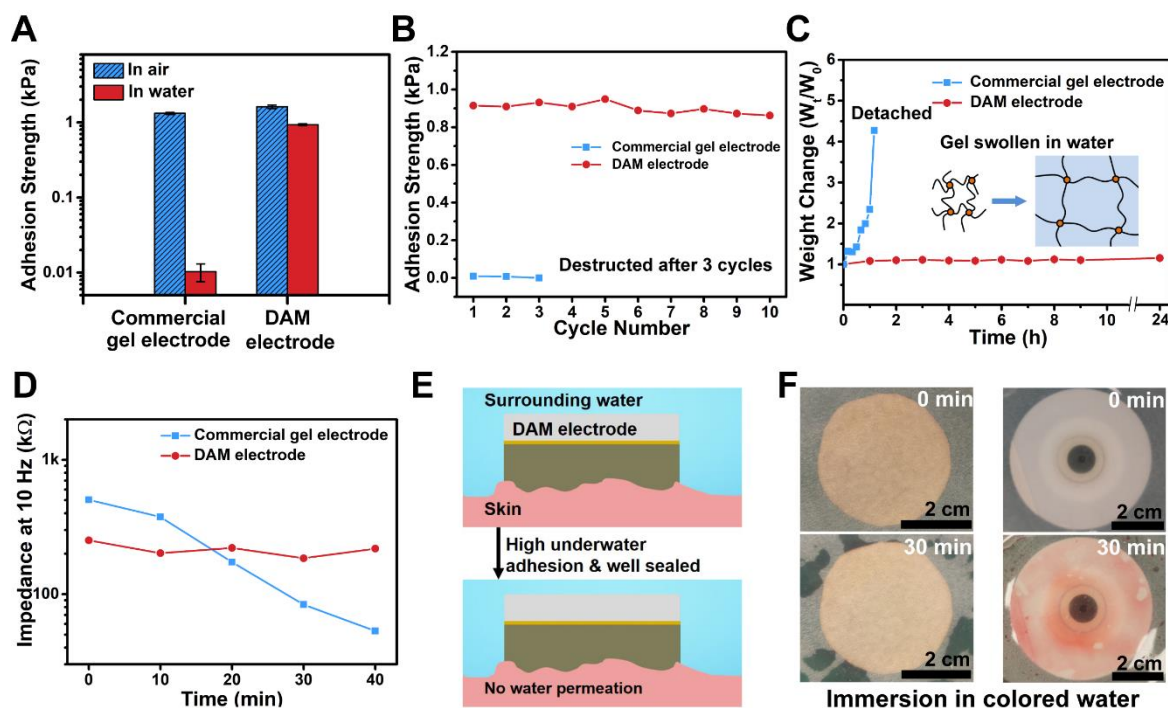 A
Adhesion Strength (kPa)
1
0.1
0.01
In air
In water
Commercial
gel electrode
DAM
electrode
B
Adhesion Strength (kPa)
1.2
1.0
0.8
0.6
0.4
0.2
0.0
Commercial gel electrode
DAM electrode
Destructed after 3 cycles
1 2 3 4 5 6 7 8 9 10
Cycle Number
C
Weight Change (Wt/W0)
6
5
4
3
2
1
0
Commercial gel electrode
DAM electrode
Detached
Gel swollen in water
0 2 4 6 8 10 24
Time (h)
D
Impedance at 10 Hz (kΩ)
1k
100
Commercial gel electrode
DAM electrode
0 10 20 30 40
Time (min)
E
Surrounding water
DAM electrode
Skin
High underwater
adhesion & well sealed
No water permeation
F
0 min
2 cm
0 min
2 cm
30 min
2 cm
30 min
2 cm
Immersion in colored water